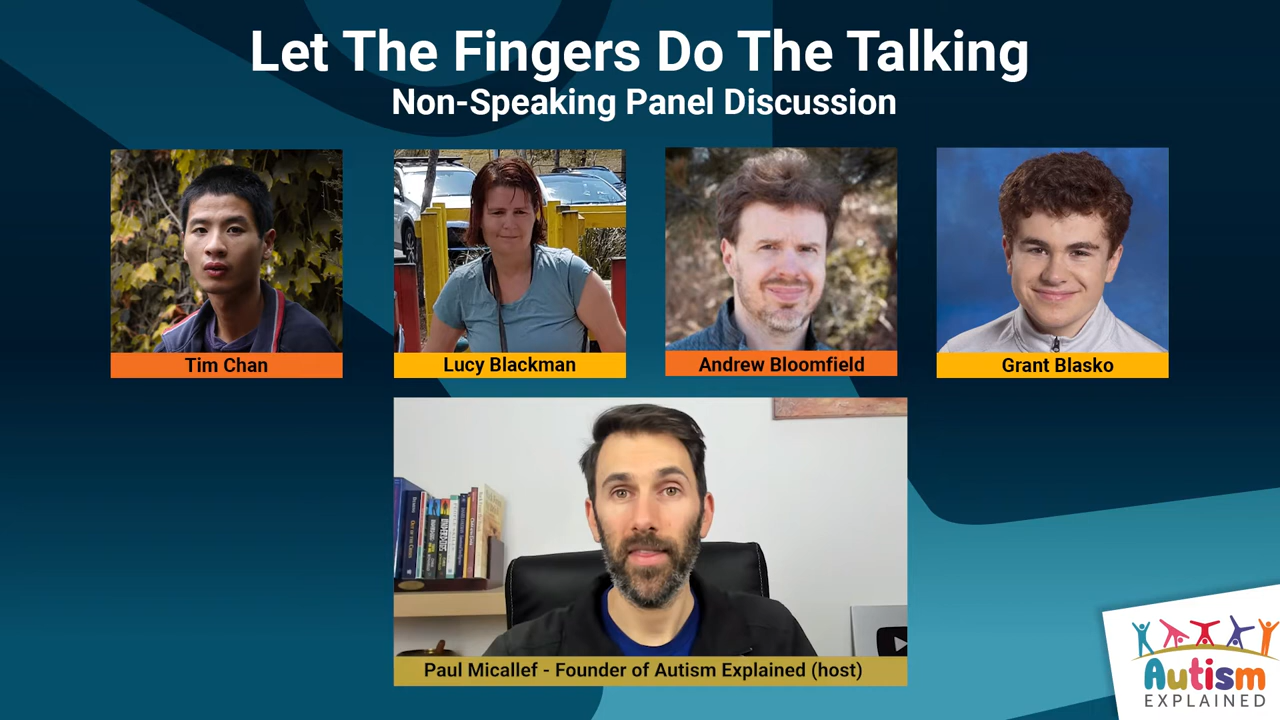 Let The Fingers Do The Talking
Non-Speaking Panel Discussion
Tim Chan
Lucy Blackman
Andrew Bloomfield
Grant Blasko
Paul Micallef - Founder of Autism Explained (host)
Autism
EXPLAINED